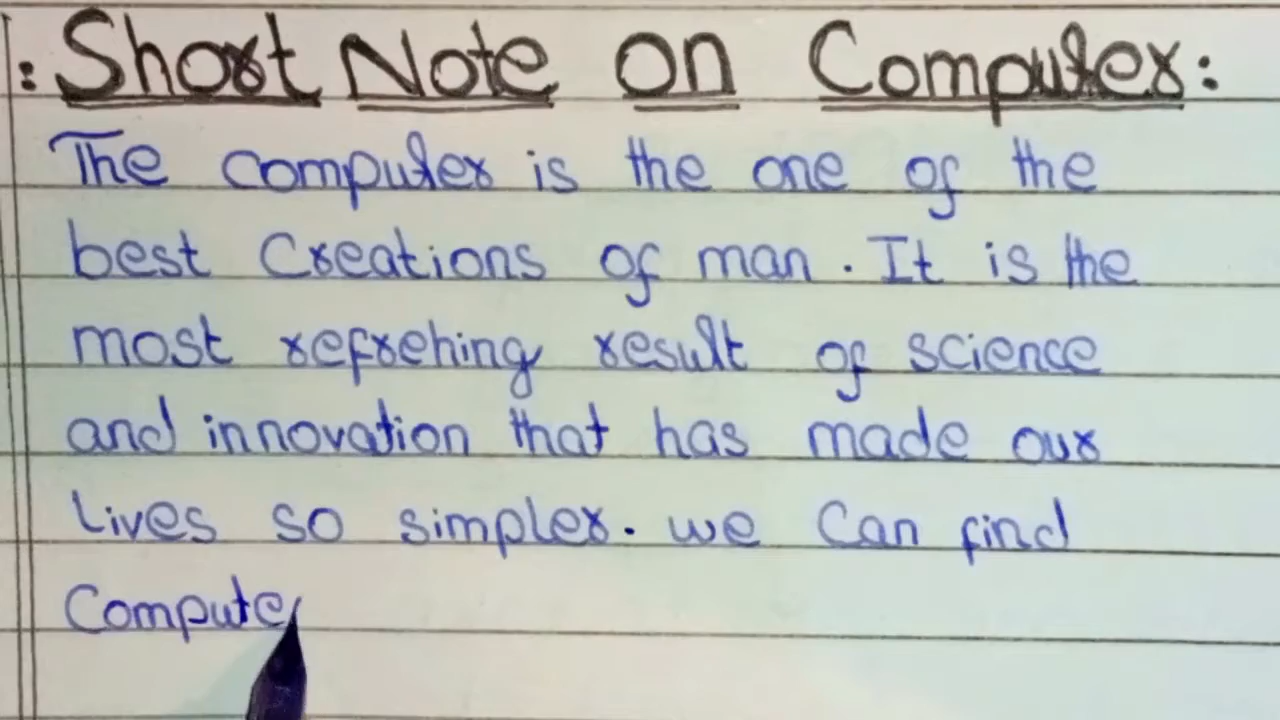 : Short Note on Computer :
The computer is the one of the
best Creations of man. It is the
most refrehing result of science
and innovation that has made our
Lives so simpler. we Can find
Compute